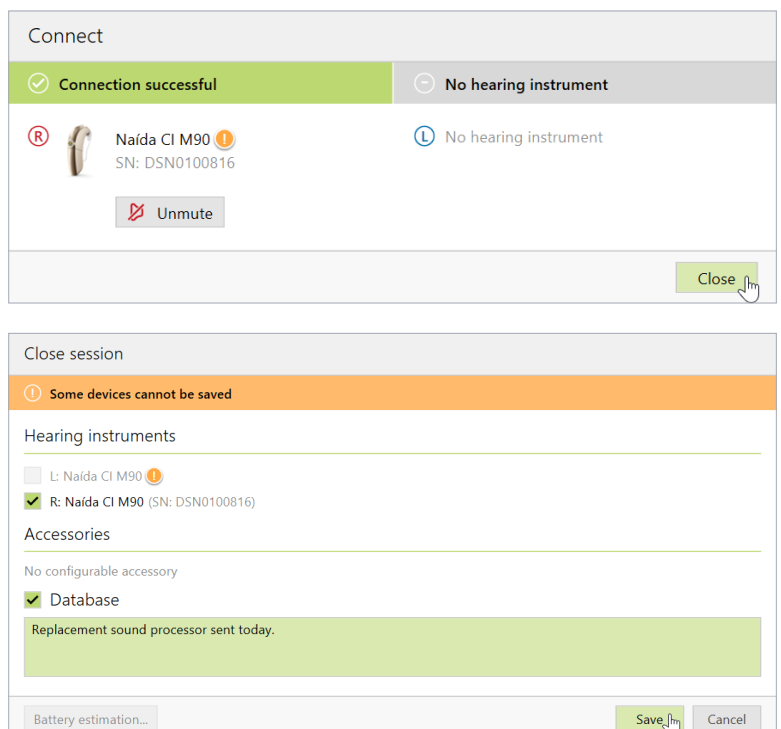 Connect
Connection successful
No hearing instrument
R
Naída CI M90 !
SN: DSN0100816
Unmute
L No hearing instrument
Close
Close session
! Some devices cannot be saved
Hearing instruments
L: Naída CI M90 !
R: Naída CI M90 (SN: DSN0100816)
Accessories
No configurable accessory
Database
Replacement sound processor sent today.
Battery estimation...
Save
Cancel